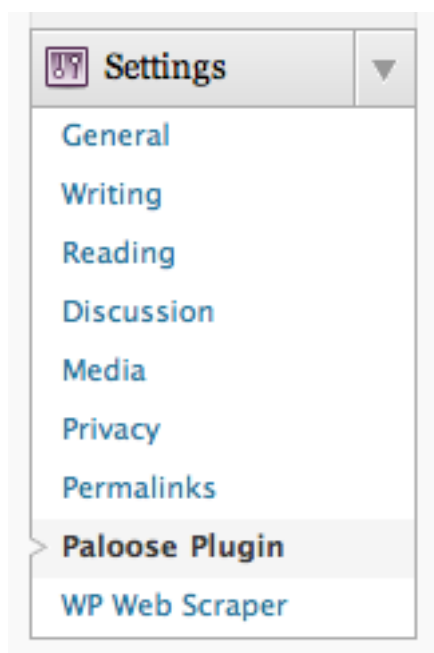 Settings
General
Writing
Reading
Discussion
Media
Privacy
Permalinks
Paloose Plugin
WP Web Scraper